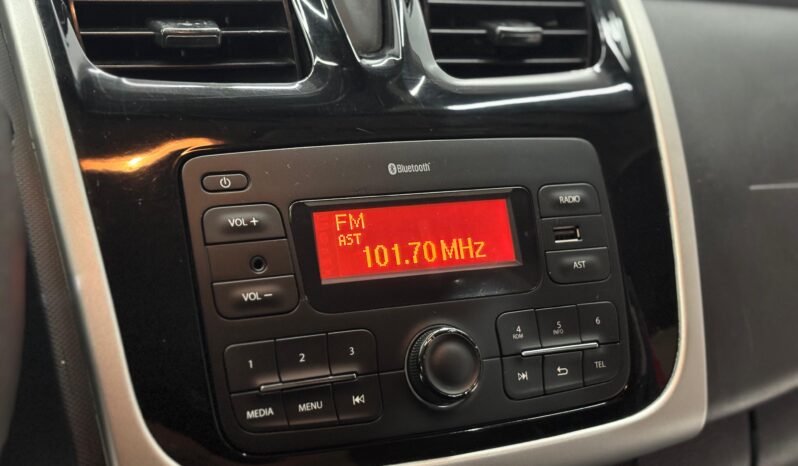 Bluetooth
VOL +
VOL −
FM
AST
101.70 MHz
RADIO
AST
1
2
3
MEDIA
MENU
4
RDM
5
INFO
6
TEL